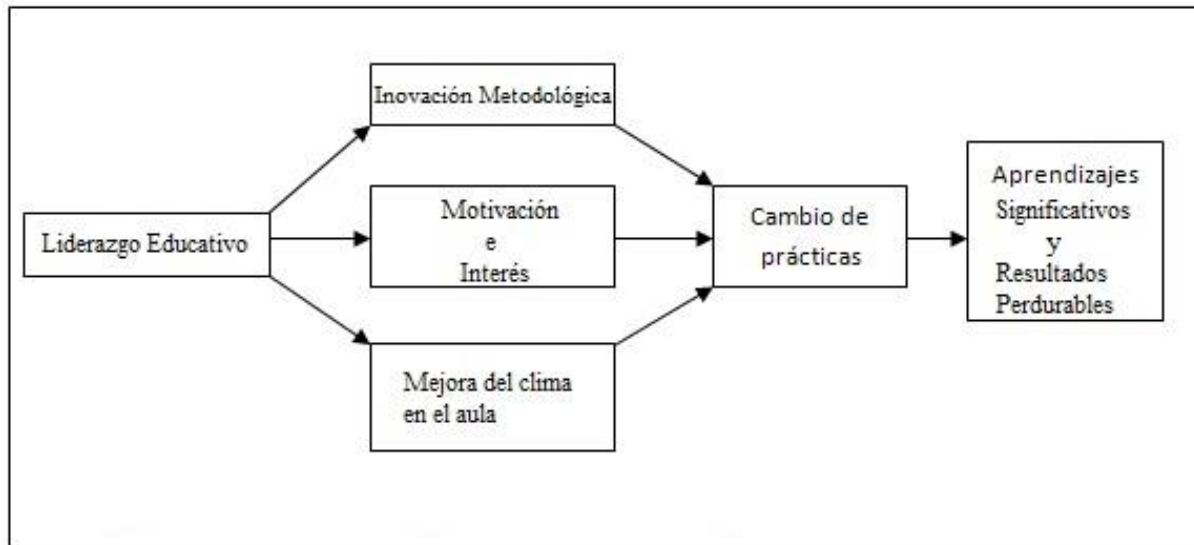 Inovación Metodológica
Liderazgo Educativo
Motivación
e
Interés
Mejora del clima
en el aula
Cambio de
prácticas
Aprendizajes
Significativos
y
Resultados
Perdurables